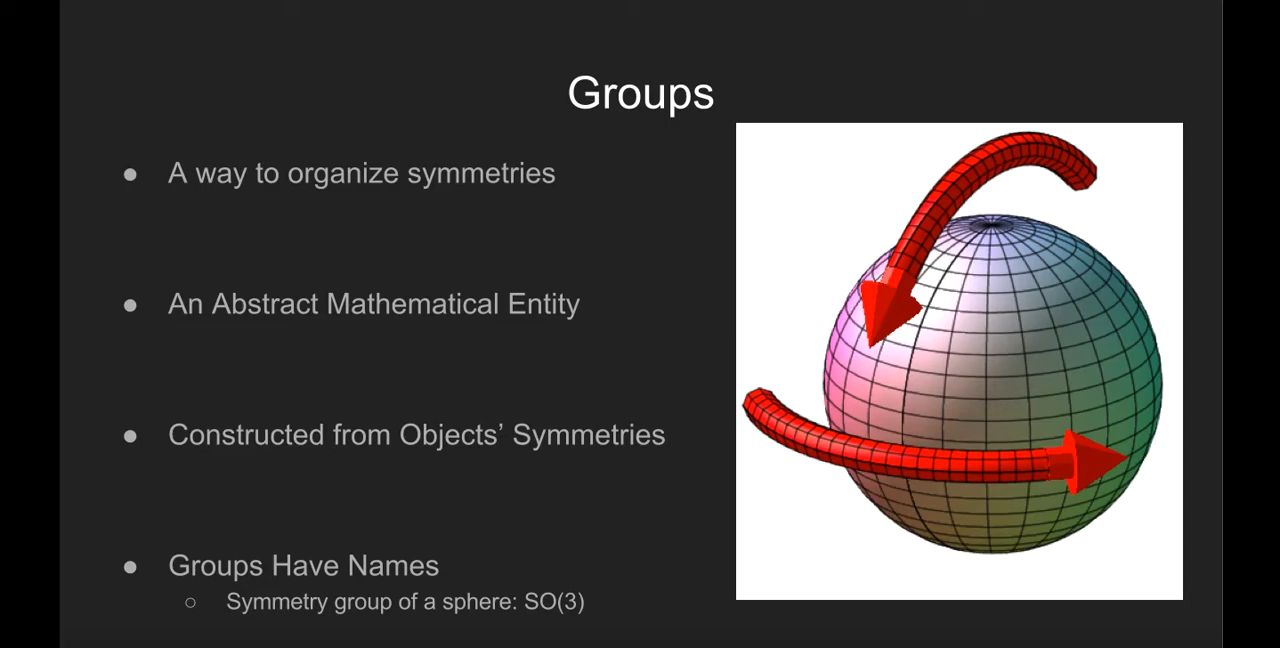 Groups
● A way to organize symmetries
● An Abstract Mathematical Entity
● Constructed from Objects’ Symmetries
● Groups Have Names
○ Symmetry group of a sphere: SO(3)